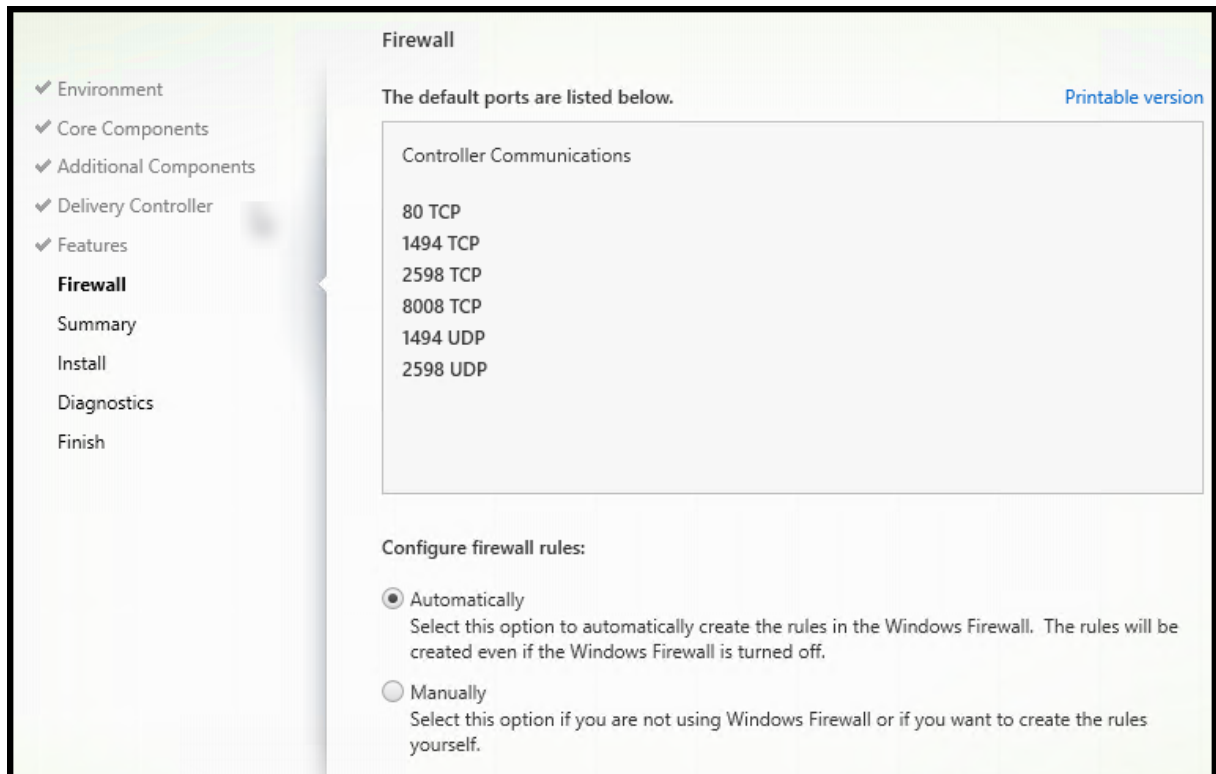 Firewall
Environment
Core Components
Additional Components
Delivery Controller
Features
Firewall
Summary
Install
Diagnostics
Finish
The default ports are listed below.
Printable version
Controller Communications
80 TCP
1494 TCP
2598 TCP
8008 TCP
1494 UDP
2598 UDP
Configure firewall rules:
Automatically
Select this option to automatically create the rules in the Windows Firewall. The rules will be
created even if the Windows Firewall is turned off.
Manually
Select this option if you are not using Windows Firewall or if you want to create the rules
yourself.